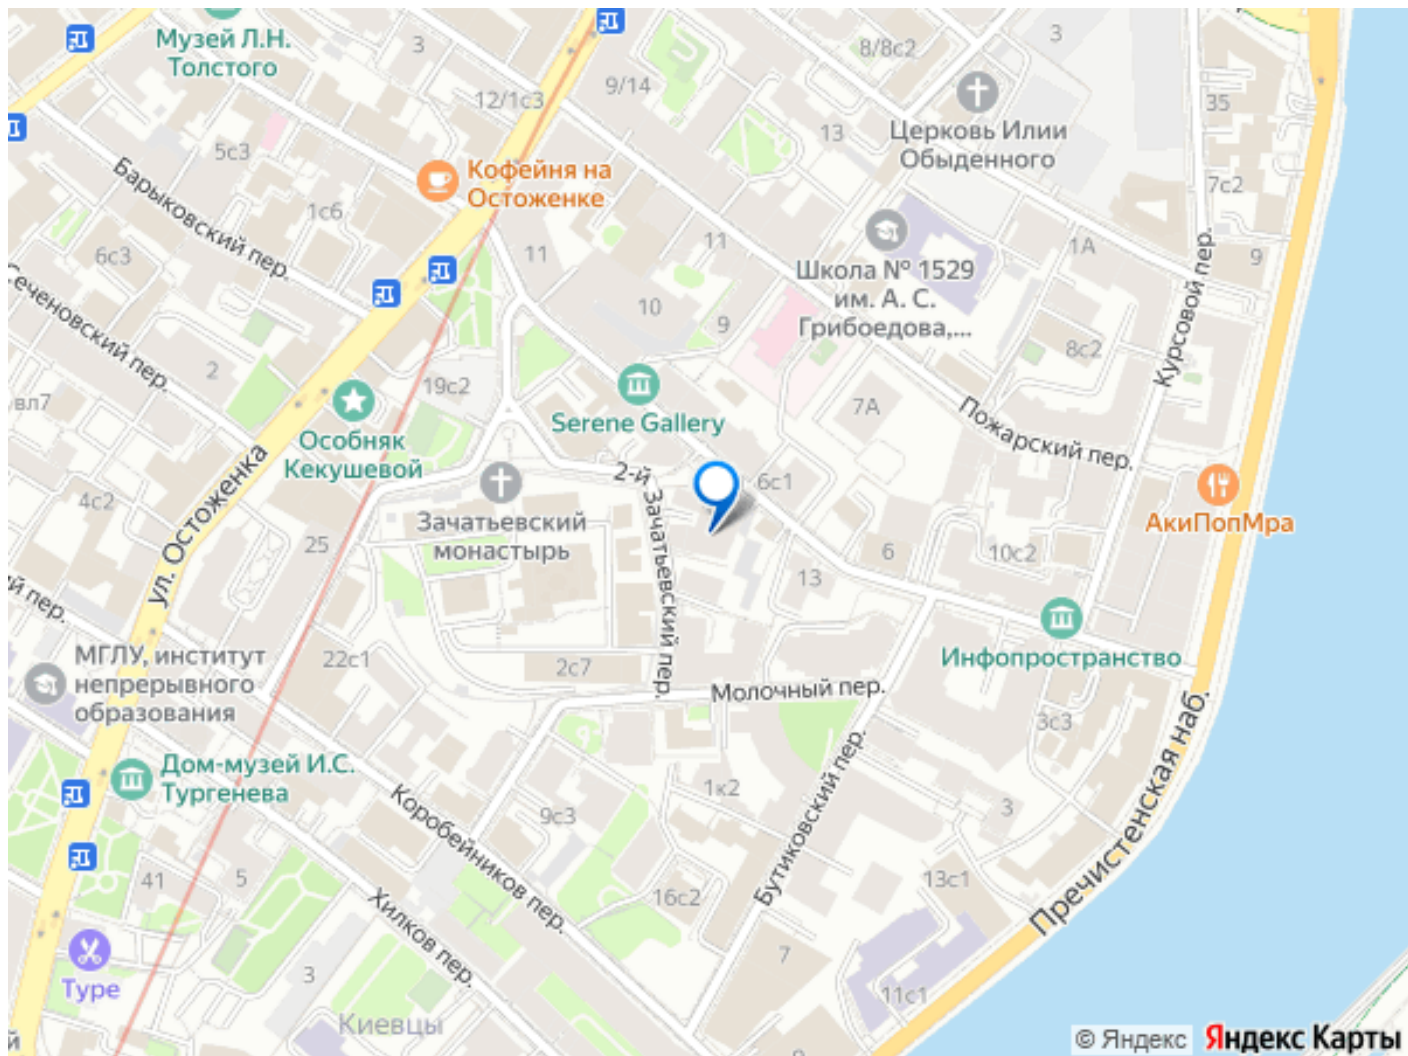 Музей Л.Н.
Толстого
3
8/8с2
3
9/14
12/1с3
35
13
Церковь Илии
Обыденного
5с3
Кофейня на
Остоженке
7с2
Барыковский пер.
1с6
11
11
1А
9
6с3
Школа № 1529
им. А. С.
Грибоедова,...
10
9
Сеченовский пер.
8с2
Курсовой пер.
2
19с2
вл7
7А
Serene Gallery
Пожарский пер.
Особняк
Кекушевой
2-й Зачатьевский пер.
6с1
4с2
ул. Остоженка
Зачатьевский
монастырь
АкиПопМра
25
6
10с2
13
й пер.
МГЛУ, институт
непрерывного
образования
22с1
2с7
Инфопространство
Молочный пер.
3с3
Пречистенская наб.
Дом-музей И.С.
Тургенева
1к2
Бутиковский пер.
9с3
3
Коробейников пер.
41
5
16с2
13с1
Хилков пер.
Type
3
7
11с1
Киевцы
й
9
© Яндекс Яндекс Карты